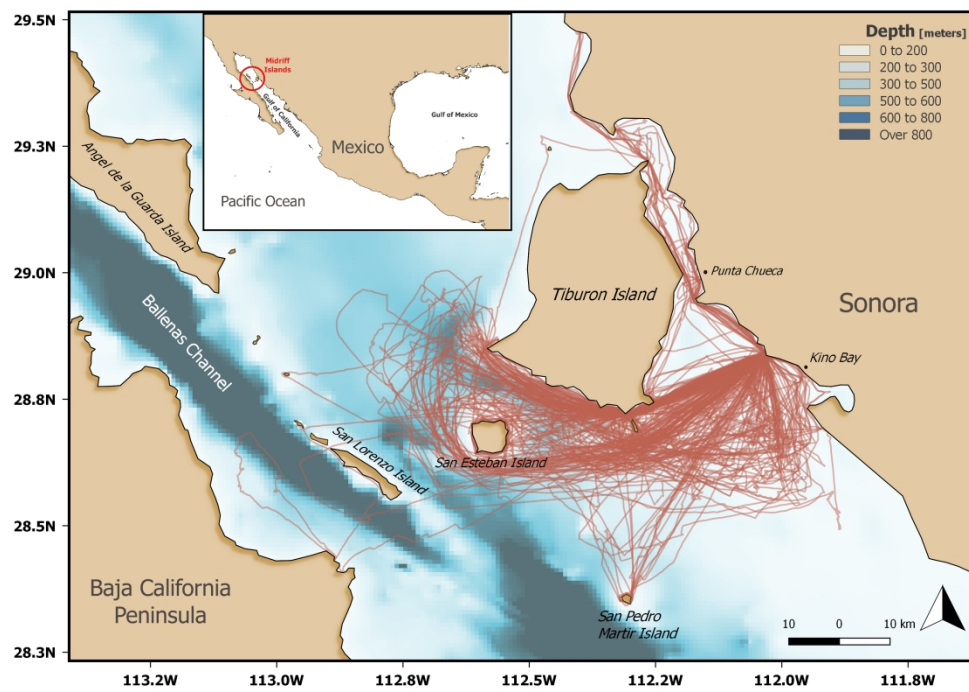 29.5N
29.3N
29.0N
28.8N
28.5N
28.3N
Midriff
Islands
Gulf of California
Mexico
Gulf of Mexico
Pacific Ocean
Depth [meters]
0 to 200
200 to 300
300 to 500
500 to 600
600 to 800
Over 800
Angel de la Guarda Island
Ballenas Channel
Tiburon Island
Punta Chueca
Sonora
Kino Bay
San Lorenzo Island
San Esteban Island
Baja California
Peninsula
San Pedro
Martir Island
10 0 10 km
113.2W 113.0W 112.8W 112.5W 112.2W 112.0W 111.8W